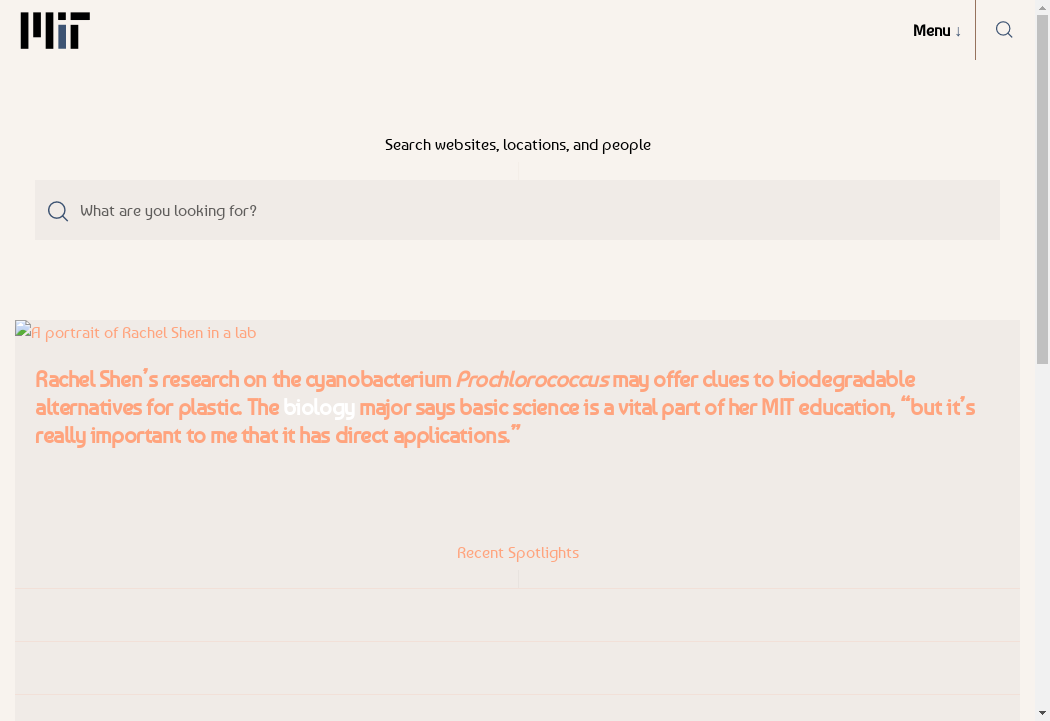 MIT
Menu ↓
Search websites, locations, and people
What are you looking for?
A portrait of Rachel Shen in a lab
Rachel Shen’s research on the cyanobacterium Prochlorococcus may offer clues to biodegradable
alternatives for plastic. The biology major says basic science is a vital part of her MIT education, “but it’s
really important to me that it has direct applications.”
Recent Spotlights